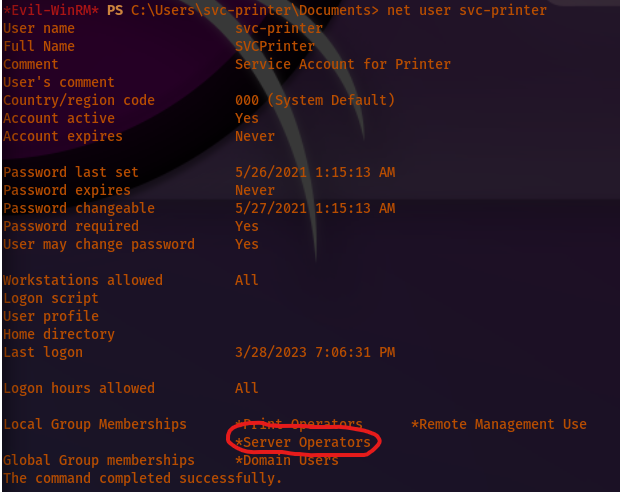 *Evil-WinRM* PS C:\Users\svc-printer\Documents> net user svc-printer
User name svc-printer
Full Name SVCPrinter
Comment Service Account for Printer
User's comment
Country/region code 000 (System Default)
Account active Yes
Account expires Never
Password last set 5/26/2021 1:15:13 AM
Password expires Never
Password changeable 5/27/2021 1:15:13 AM
Password required Yes
User may change password Yes
Workstations allowed All
Logon script
User profile
Home directory
Last logon 3/28/2023 7:06:31 PM
Logon hours allowed All
Local Group Memberships *Print Operators *Remote Management Use
*Server Operators
Global Group memberships *Domain Users
The command completed successfully.